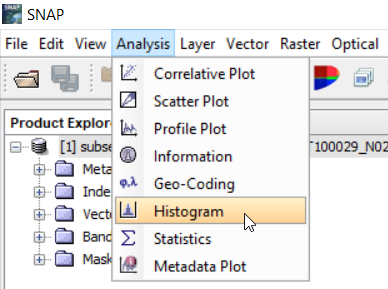 SNAP
File Edit View Analysis Layer Vector Raster Optical
Correlative Plot
Scatter Plot
Profile Plot
Information
φ,λ Geo-Coding
Histogram
Σ Statistics
Metadata Plot
Product Explor
[1] subse T100029_N02
Meta
Inde
Vect
Band
Mask